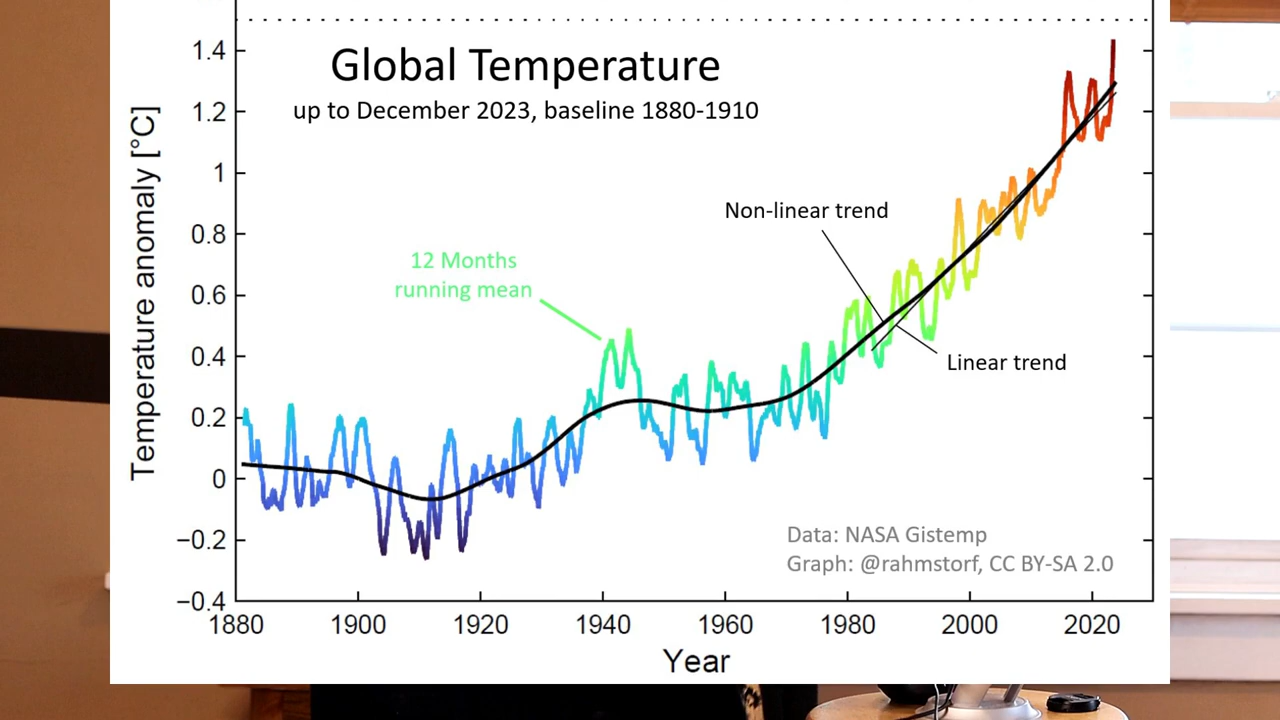 Global Temperature
up to December 2023, baseline 1880-1910
Temperature anomaly [°C]
1.4
1.2
1
0.8
0.6
0.4
0.2
0
−0.2
−0.4
Non-linear trend
12 Months
running mean
Linear trend
Data: NASA Gistemp
Graph: @rahmstorf, CC BY-SA 2.0
1880 1900 1920 1940 1960 1980 2000 2020
Year